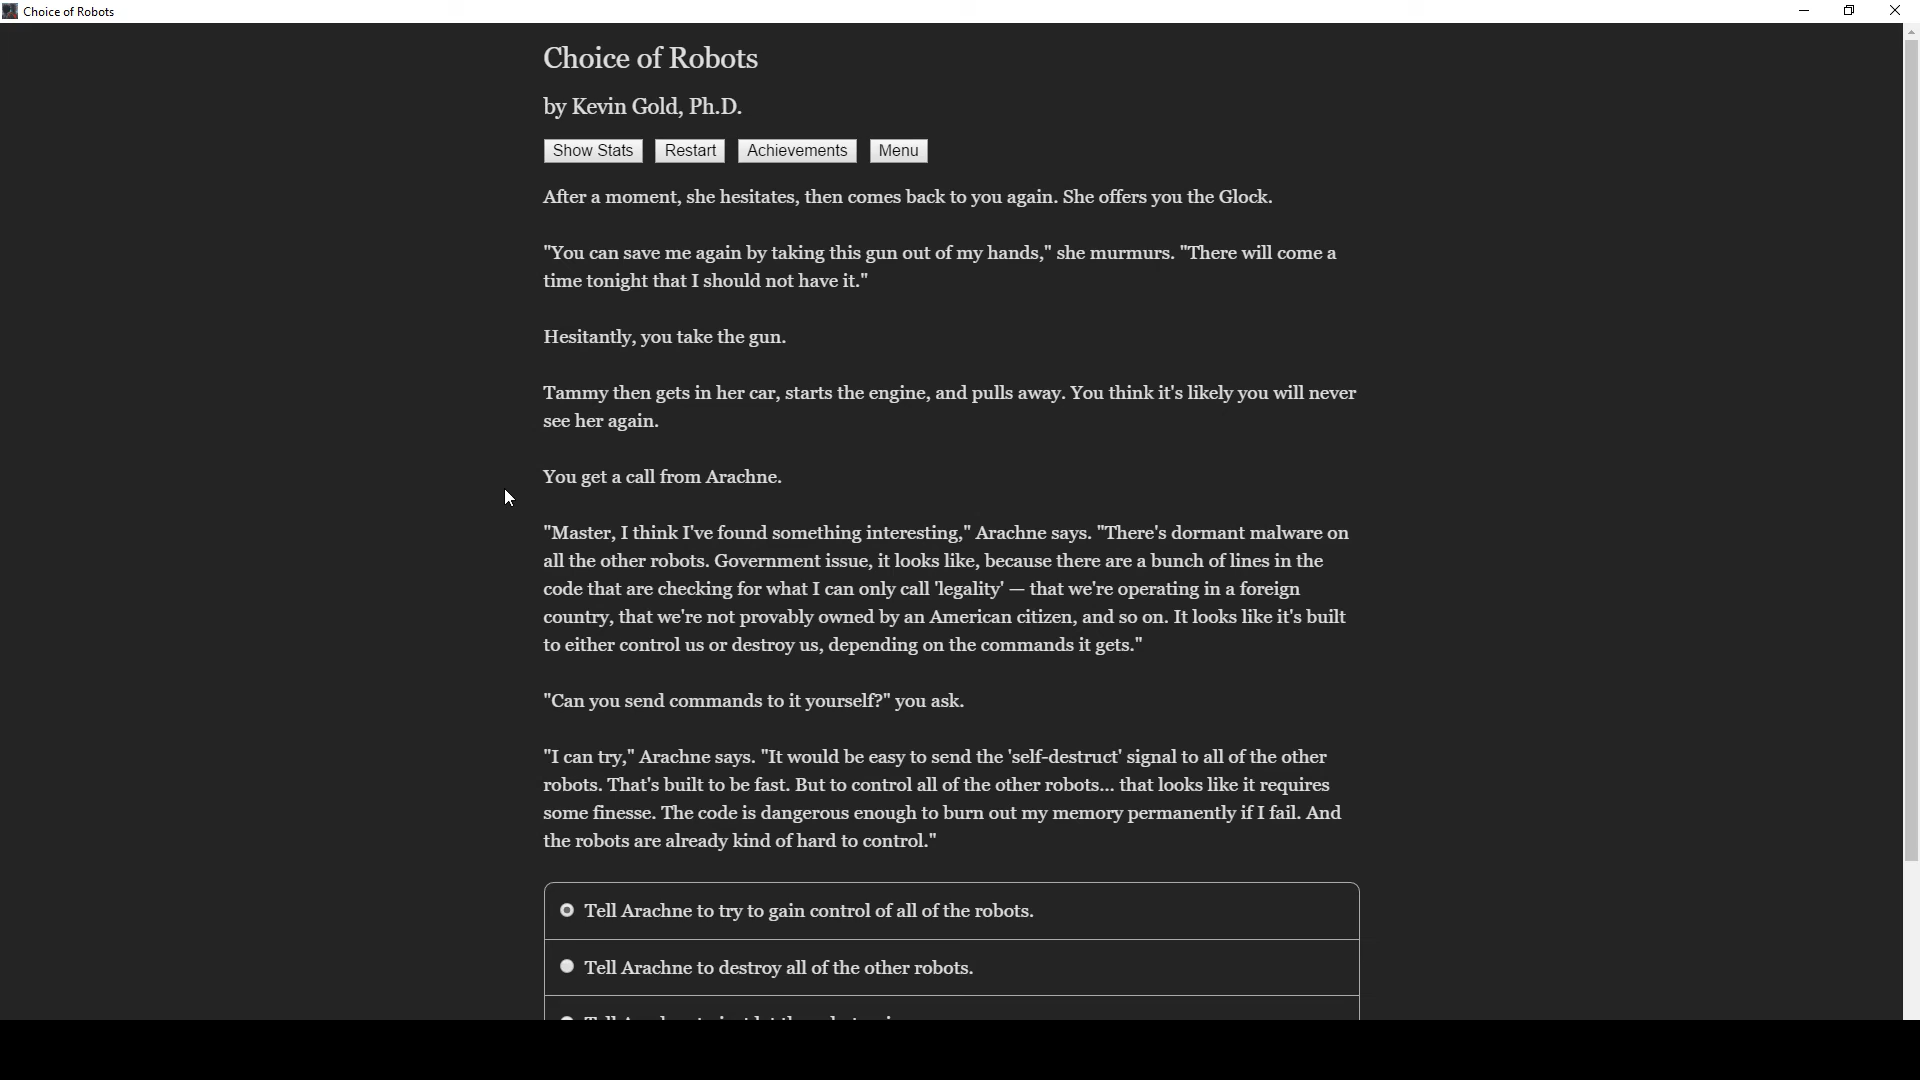 Choice of Robots
Choice of Robots
by Kevin Gold, Ph.D.
Show Stats Restart Achievements Menu
After a moment, she hesitates, then comes back to you again. She offers you the Glock.
"You can save me again by taking this gun out of my hands," she murmurs. "There will come a
time tonight that I should not have it."
Hesitantly, you take the gun.
Tammy then gets in her car, starts the engine, and pulls away. You think it's likely you will never
see her again.
You get a call from Arachne.
"Master, I think I've found something interesting," Arachne says. "There's dormant malware on
all the other robots. Government issue, it looks like, because there are a bunch of lines in the
code that are checking for what I can only call 'legality' — that we're operating in a foreign
country, that we're not provably owned by an American citizen, and so on. It looks like it's built
to either control us or destroy us, depending on the commands it gets."
"Can you send commands to it yourself?" you ask.
"I can try," Arachne says. "It would be easy to send the 'self-destruct' signal to all of the other
robots. That's built to be fast. But to control all of the other robots... that looks like it requires
some finesse. The code is dangerous enough to burn out my memory permanently if I fail. And
the robots are already kind of hard to control."
Tell Arachne to try to gain control of all of the robots.
Tell Arachne to destroy all of the other robots.